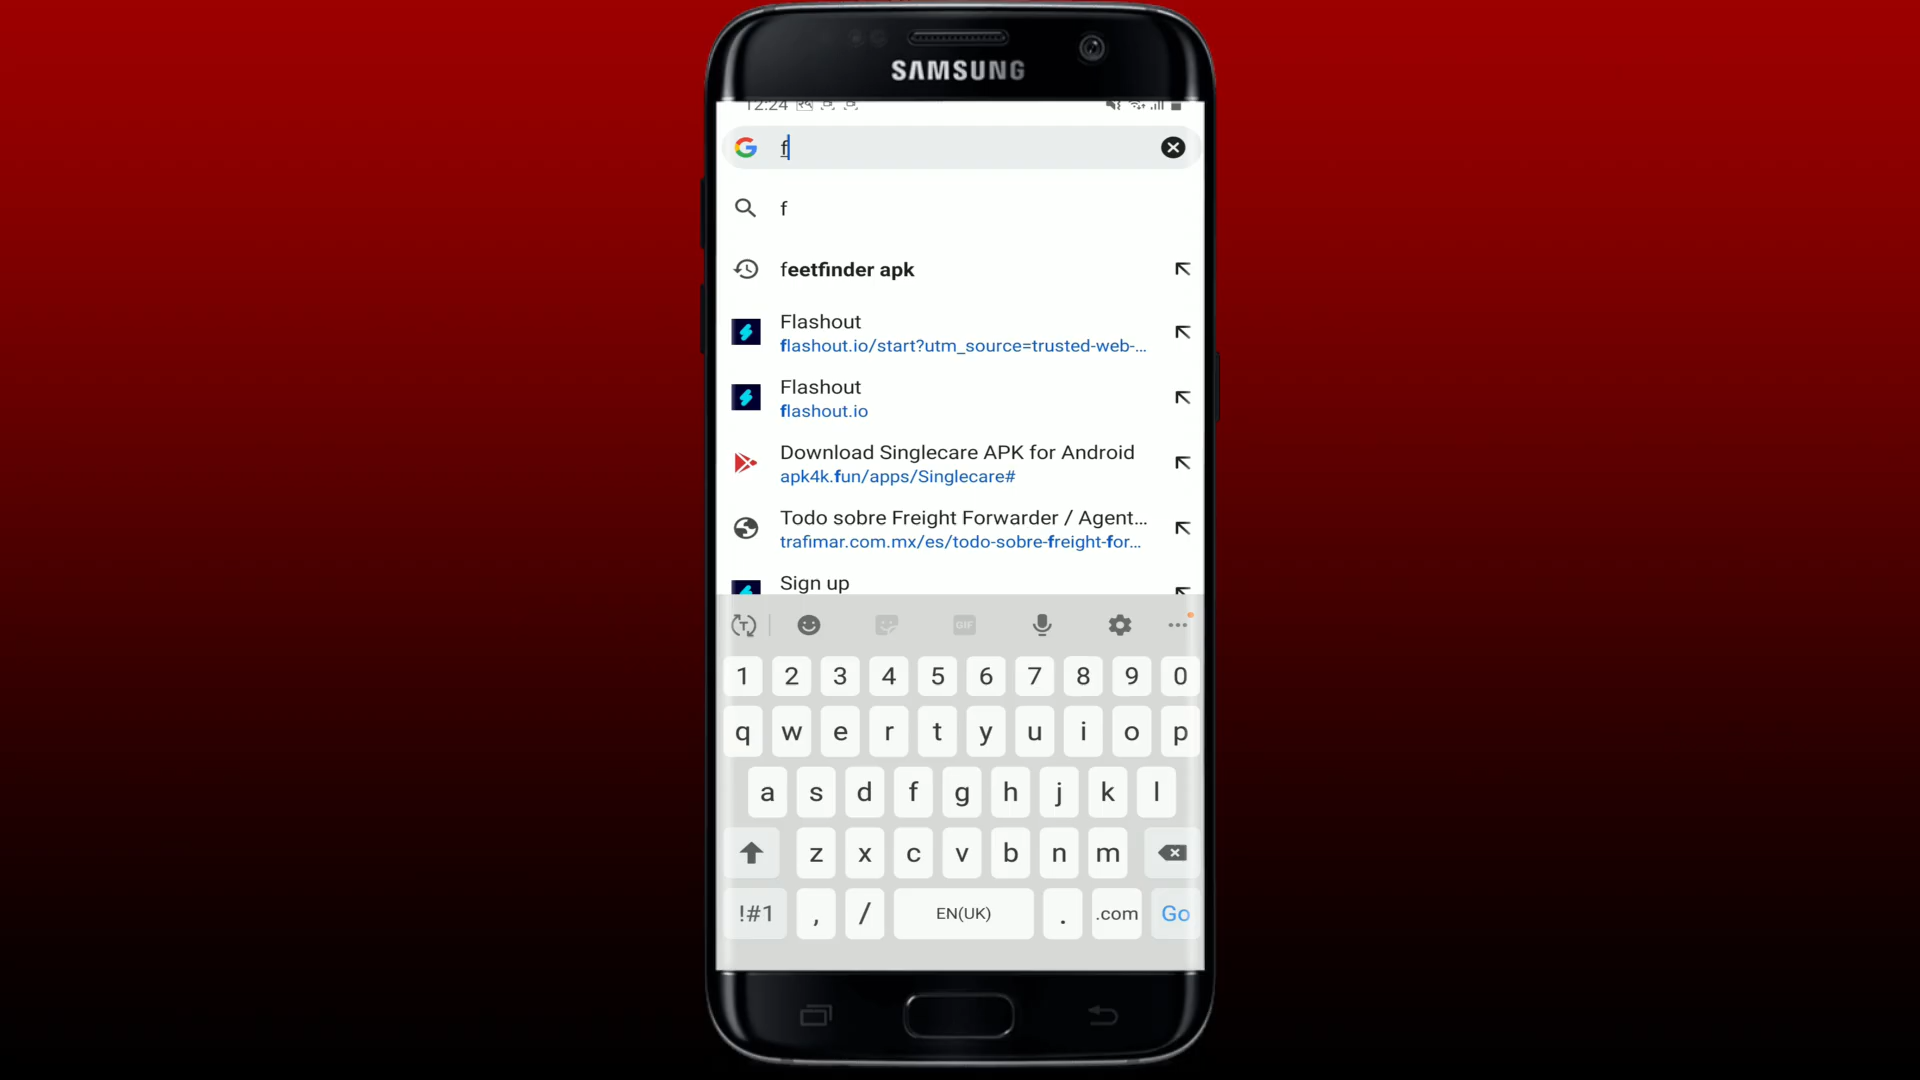 SAMSUNG
12:24
f
f
feetfinder apk
Flashout
flashout.io/start?utm_source=trusted-web-...
Flashout
flashout.io
Download Singlecare APK for Android
apk4k.fun/apps/Singlecare#
Todo sobre Freight Forwarder / Agent...
trafimar.com.mx/es/todo-sobre-freight-for...
Sign up
T
GIF
1 2 3 4 5 6 7 8 9 0
q w e r t y u i o p
a s d f g h j k l
z x c v b n m
!#1 , / EN(UK) . .com Go